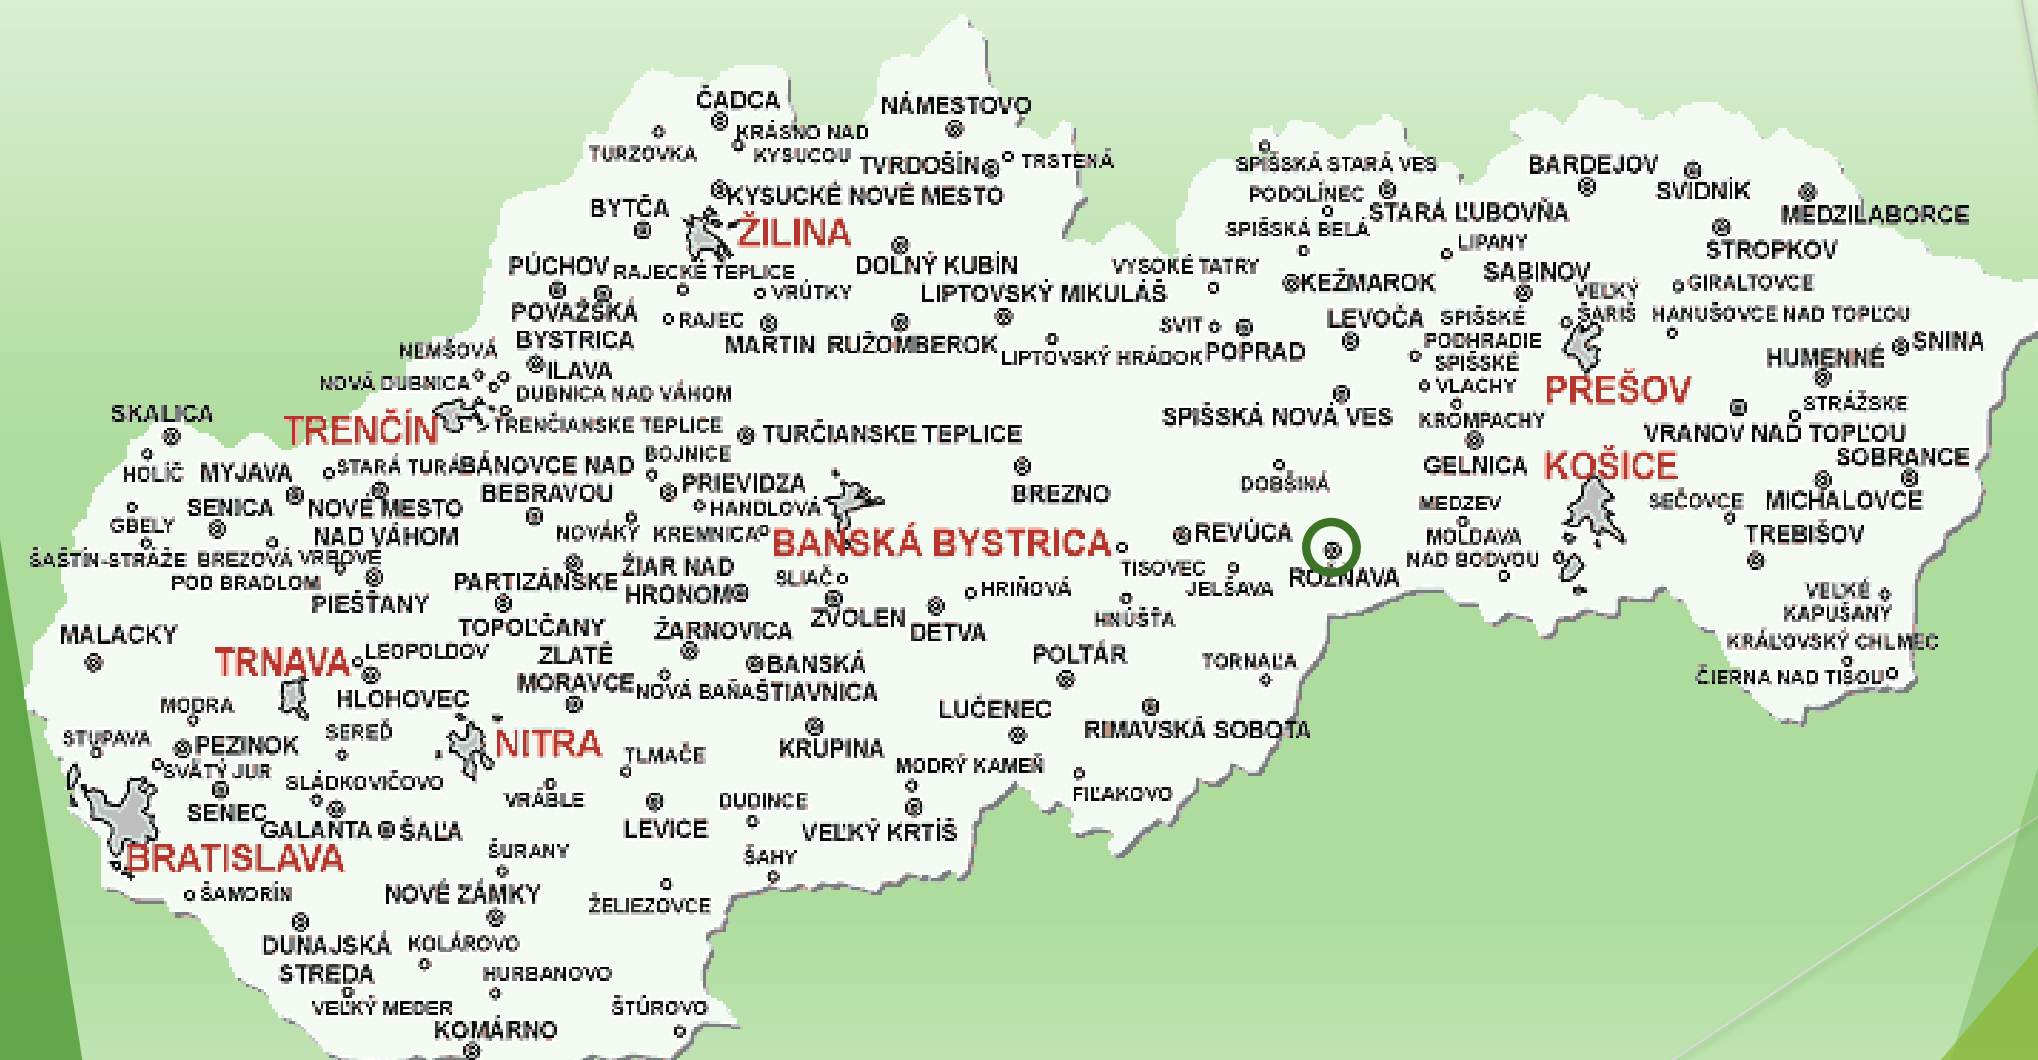 ČADCA
NÁMESTOVO
KRÁSNO NAD
KYSUCOU
TURZOVKA
TVRDOŠÍN
TRSTENÁ
SPIŠSKÁ STARÁ VES
BARDEJOV
SVIDNÍK
KYSUCKÉ NOVÉ MESTO
PODOLÍNEC
STARÁ ĽUBOVŇA
MEDZILABORCE
BYTČA
ŽILINA
SPIŠSKÁ BELÁ
LIPANY
STROPKOV
PÚCHOV
RAJECKÉ TEPLICE
DOLNÝ KUBÍN
VYSOKÉ TATRY
KEŽMAROK
SABINOV
GIRALTOVCE
VRÚTKY
LIPTOVSKÝ MIKULÁŠ
VEĽKÝ
ŠARIŠ
POVAŽSKÁ
BYSTRICA
RAJEC
SVIT
LEVOČA
SPIŠSKÉ
PODHRADIE
HANUŠOVCE NAD TOPĽOU
SNINA
NEMŠOVÁ
MARTIN
RUŽOMBEROK
LIPTOVSKÝ HRÁDOK
POPRAD
SPIŠSKÉ
VLACHY
HUMENNÉ
ILAVA
NOVÁ DUBNICA
DUBNICA NAD VÁHOM
PREŠOV
STRÁŽSKE
SKALICA
TRENČÍN
TRENČIANSKE TEPLICE
TURČIANSKE TEPLICE
SPIŠSKÁ NOVÁ VES
KROMPACHY
VRANOV NAD TOPĽOU
HOLÍČ
MYJAVA
STARÁ TURÁ
BÁNOVCE NAD
BEBRAVOU
BOJNICE
PRIEVIDZA
BREZNO
DOBŠINÁ
GELNICA
KOŠICE
SOBRANCE
SENICA
NOVÉ MESTO
NAD VÁHOM
HANDLOVÁ
MEDZEV
SEČOVCE
MICHALOVCE
GBELY
NOVÁKY
KREMNICA
BANSKÁ BYSTRICA
REVÚCA
MOLDAVA
NAD BODVOU
TREBIŠOV
ŠAŠTÍN-STRÁŽE
BREZOVÁ
POD BRADLOM
VRBOVÉ
PARTIZÁNSKE
ŽIAR NAD
HRONOM
SLIAČ
HRIŇOVÁ
TISOVEC
JELŠAVA
ROŽŇAVA
VEĽKÉ
KAPUŠANY
PIEŠŤANY
ZVOLEN
DETVA
HNÚŠŤA
MALACKY
TOPOĽČANY
ŽARNOVICA
KRÁĽOVSKÝ CHLMEC
TRNAVA
LEOPOLDOV
ZLATÉ
MORAVCE
BANSKÁ
ŠTIAVNICA
POLTÁR
TORNAĽA
ČIERNA NAD TISOU
MODRA
HLOHOVEC
NOVÁ BAŇA
LUČENEC
RIMAVSKÁ SOBOTA
STUPAVA
PEZINOK
SEREĎ
NITRA
TLMAČE
KRUPINA
SVÄTÝ JUR
SLÁDKOVIČOVO
MODRÝ KAMEŇ
FIĽAKOVO
SENEC
GALANTA
ŠAĽA
VRÁBLE
LEVICE
DUDINCE
VEĽKÝ KRTÍŠ
BRATISLAVA
ŠURANY
ŠAHY
ŠAMORÍN
NOVÉ ZÁMKY
ŽELIEZOVCE
DUNAJSKÁ
STREDA
KOLÁROVO
HURBANOVO
VEĽKÝ MEDER
ŠTÚROVO
KOMÁRNO